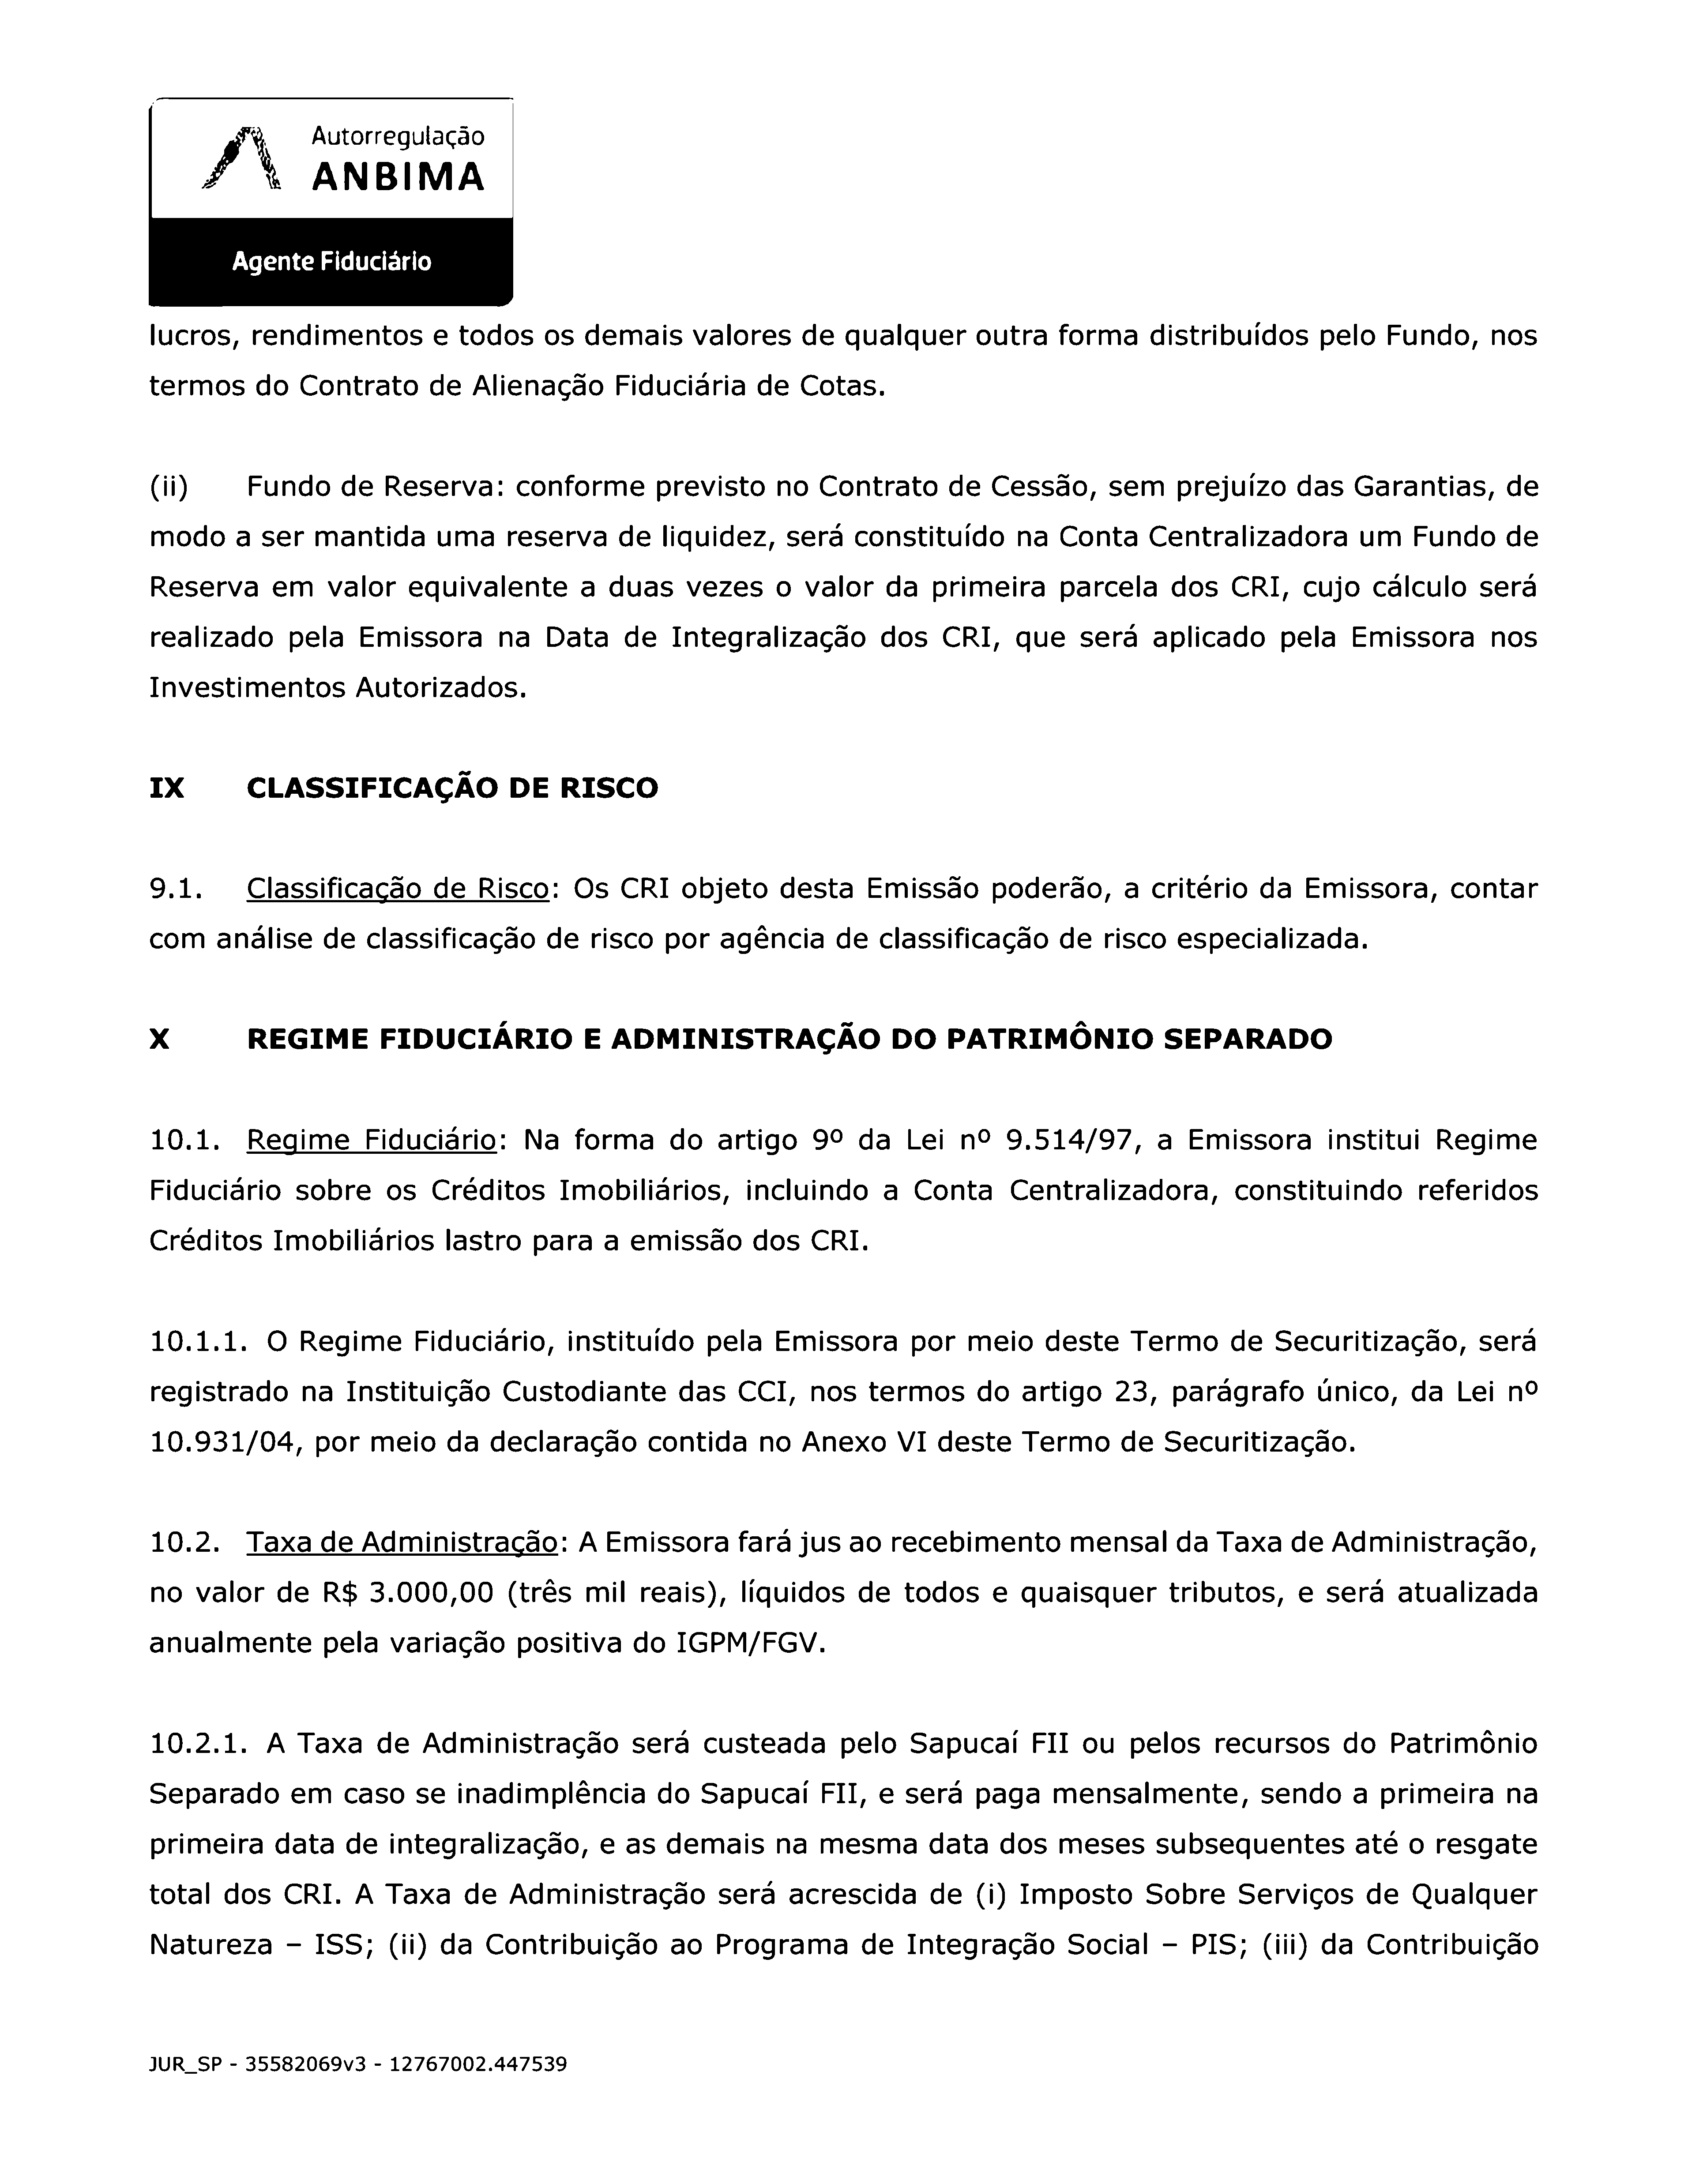 Autorregulação
ANBIMA
Agente Fiduciário
lucros, rendimentos e todos os demais valores de qualquer outra forma distribuídos pelo Fundo, nos
termos do Contrato de Alienação Fiduciária de Cotas.
(ii) Fundo de Reserva: conforme previsto no Contrato de Cessão, sem prejuízo das Garantias, de
modo a ser mantida uma reserva de liquidez, será constituído na Conta Centralizadora um Fundo de
Reserva em valor equivalente a duas vezes o valor da primeira parcela dos CRI, cujo cálculo será
realizado pela Emissora na Data de Integralização dos CRI, que será aplicado pela Emissora nos
Investimentos Autorizados.
IX CLASSIFICAÇÃO DE RISCO
9.1. Classificação de Risco: Os CRI objeto desta Emissão poderão, a critério da Emissora, contar
com análise de classificação de risco por agência de classificação de risco especializada.
X REGIME FIDUCIÁRIO E ADMINISTRAÇÃO DO PATRIMÔNIO SEPARADO
10.1. Regime Fiduciário: Na forma do artigo 9º da Lei nº 9.514/97, a Emissora institui Regime
Fiduciário sobre os Créditos Imobiliários, incluindo a Conta Centralizadora, constituindo referidos
Créditos Imobiliários lastro para a emissão dos CRI.
10.1.1. O Regime Fiduciário, instituído pela Emissora por meio deste Termo de Securitização, será
registrado na Instituição Custodiante das CCI, nos termos do artigo 23, parágrafo único, da Lei nº
10.931/04, por meio da declaração contida no Anexo VI deste Termo de Securitização.
10.2. Taxa de Administração: A Emissora fará jus ao recebimento mensal da Taxa de Administração,
no valor de R$ 3.000,00 (três mil reais), líquidos de todos e quaisquer tributos, e será atualizada
anualmente pela variação positiva do IGPM/FGV.
10.2.1. A Taxa de Administração será custeada pelo Sapucaí FII ou pelos recursos do Patrimônio
Separado em caso se inadimplência do Sapucaí FII, e será paga mensalmente, sendo a primeira na
primeira data de integralização, e as demais na mesma data dos meses subsequentes até o resgate
total dos CRI. A Taxa de Administração será acrescida de (i) Imposto Sobre Serviços de Qualquer
Natureza – ISS; (ii) da Contribuição ao Programa de Integração Social – PIS; (iii) da Contribuição
JUR_SP - 35582069v3 - 12767002.447539